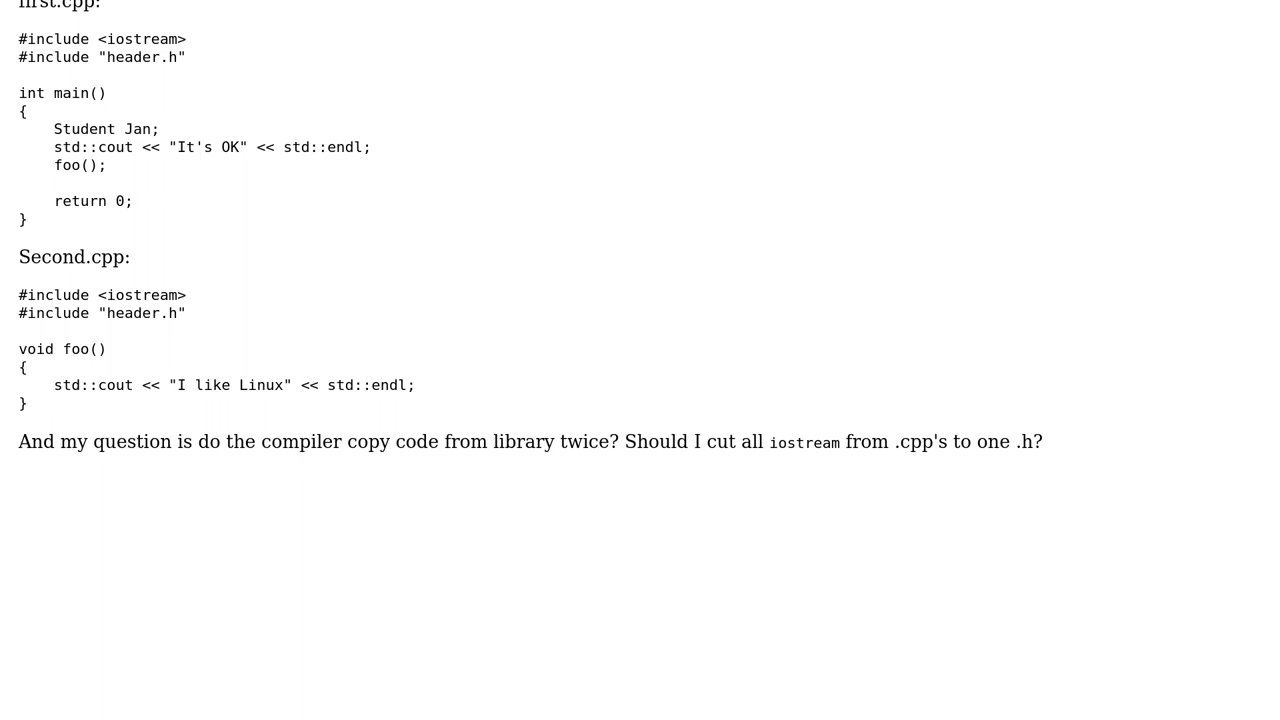 first.cpp:
#include <iostream>
#include "header.h"
int main()
{
    Student Jan;
    std::cout << "It's OK" << std::endl;
    foo();
    return 0;
}
Second.cpp:
#include <iostream>
#include "header.h"
void foo()
{
    std::cout << "I like Linux" << std::endl;
}
And my question is do the compiler copy code from library twice? Should I cut all iostream from .cpp's to one .h?